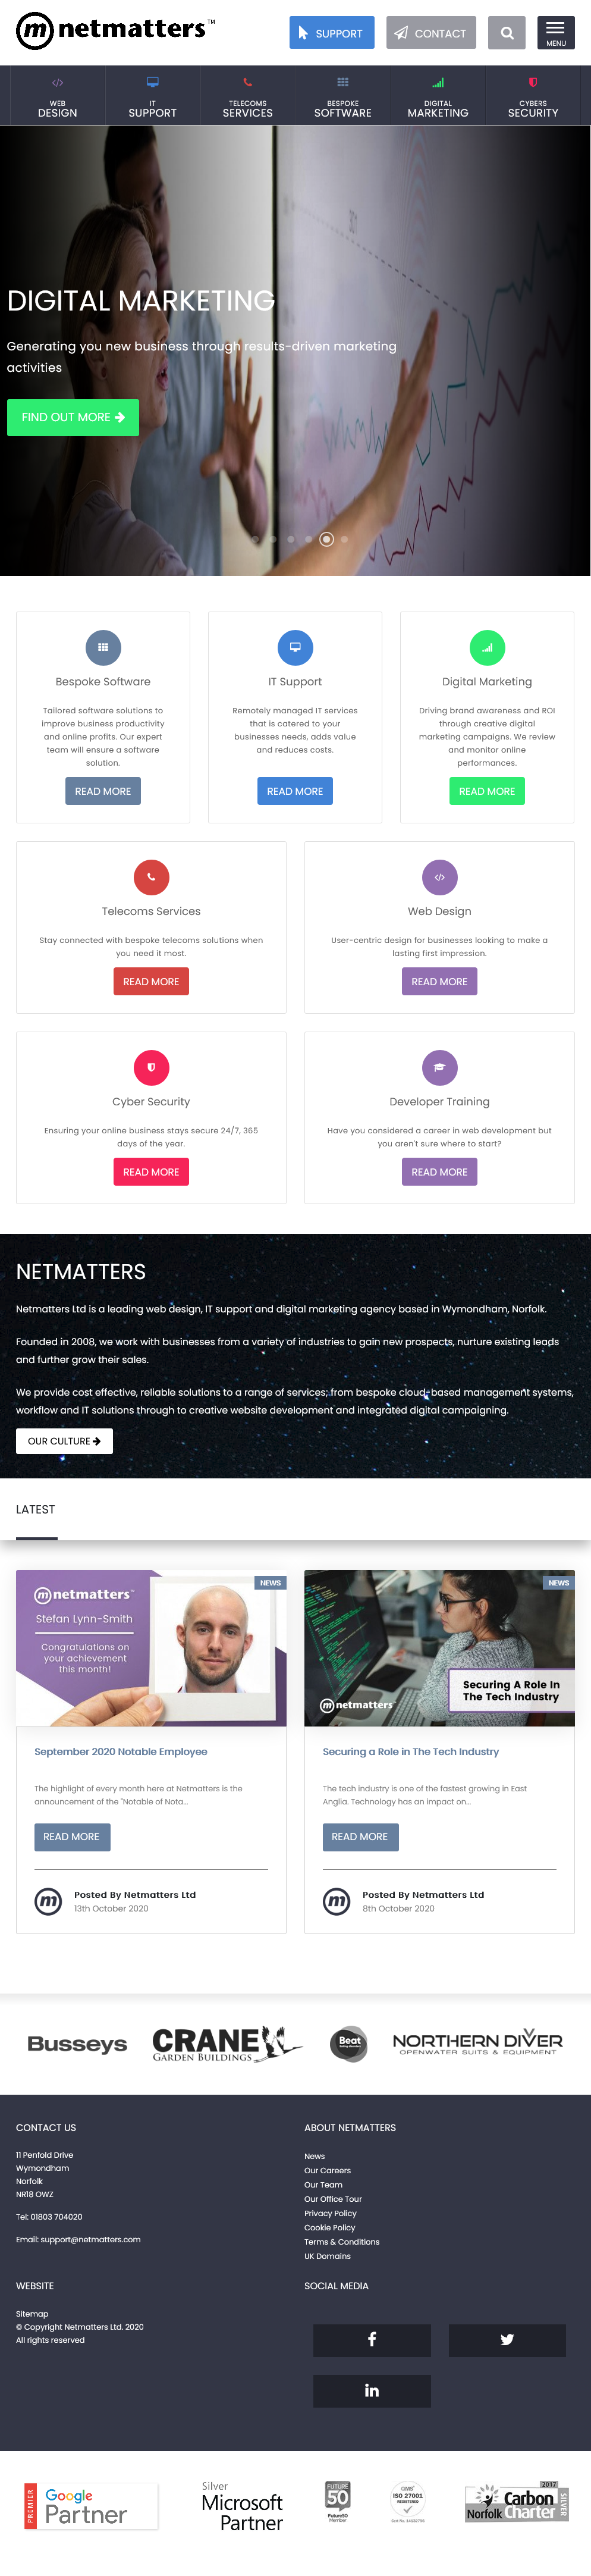 netmatters™
SUPPORT
CONTACT
MENU
WEB
DESIGN
IT
SUPPORT
TELECOMS
SERVICES
BESPOKE
SOFTWARE
DIGITAL
MARKETING
CYBERS
SECURITY
DIGITAL MARKETING
Generating you new business through results-driven marketing
activities
FIND OUT MORE
Bespoke Software
Tailored software solutions to
improve business productivity
and online profits. Our expert
team will ensure a software
solution.
READ MORE
IT Support
Remotely managed IT services
that is catered to your
businesses needs, adds value
and reduces costs.
READ MORE
Digital Marketing
Driving brand awareness and ROI
through creative digital
marketing campaigns. We review
and monitor online
performances.
READ MORE
Telecoms Services
Stay connected with bespoke telecoms solutions when
you need it most.
READ MORE
Web Design
User-centric design for businesses looking to make a
lasting first impression.
READ MORE
Cyber Security
Ensuring your online business stays secure 24/7, 365
days of the year.
READ MORE
Developer Training
Have you considered a career in web development but
you aren't sure where to start?
READ MORE
NETMATTERS
Netmatters Ltd is a leading web design, IT support and digital marketing agency based in Wymondham, Norfolk.
Founded in 2008, we work with businesses from a variety of industries to gain new prospects, nurture existing leads
and further grow their sales.
We provide cost effective, reliable solutions to a range of services; from bespoke cloud-based management systems,
workflow and IT solutions through to creative website development and integrated digital campaigning.
OUR CULTURE
LATEST
NEWS
netmatters
Stefan Lynn-Smith
Congratulations on
your achievement
this month!
September 2020 Notable Employee
The highlight of every month here at Netmatters is the
announcement of the "Notable of Nota...
READ MORE
Posted By Netmatters Ltd
13th October 2020
NEWS
Securing A Role In
The Tech Industry
netmatters
Securing a Role in The Tech Industry
The tech industry is one of the fastest growing in East
Anglia. Technology has an impact on...
READ MORE
Posted By Netmatters Ltd
8th October 2020
Busseys
CRANE
GARDEN BUILDINGS
Beat
NORTHERN DIVER
OPENWATER SUITS & EQUIPMENT
CONTACT US
11 Penfold Drive
Wymondham
Norfolk
NR18 OWZ
Tel: 01803 704020
Email: support@netmatters.com
ABOUT NETMATTERS
News
Our Careers
Our Team
Our Office Tour
Privacy Policy
Cookie Policy
Terms & Conditions
UK Domains
WEBSITE
Sitemap
© Copyright Netmatters Ltd. 2020
All rights reserved
SOCIAL MEDIA
PREMIER
Google
Partner
Silver
Microsoft
Partner
FUTURE
50
Future50
Member
QMS
ISO 27001
REGISTERED
2017
Norfolk
Carbon
Charter
SILVER